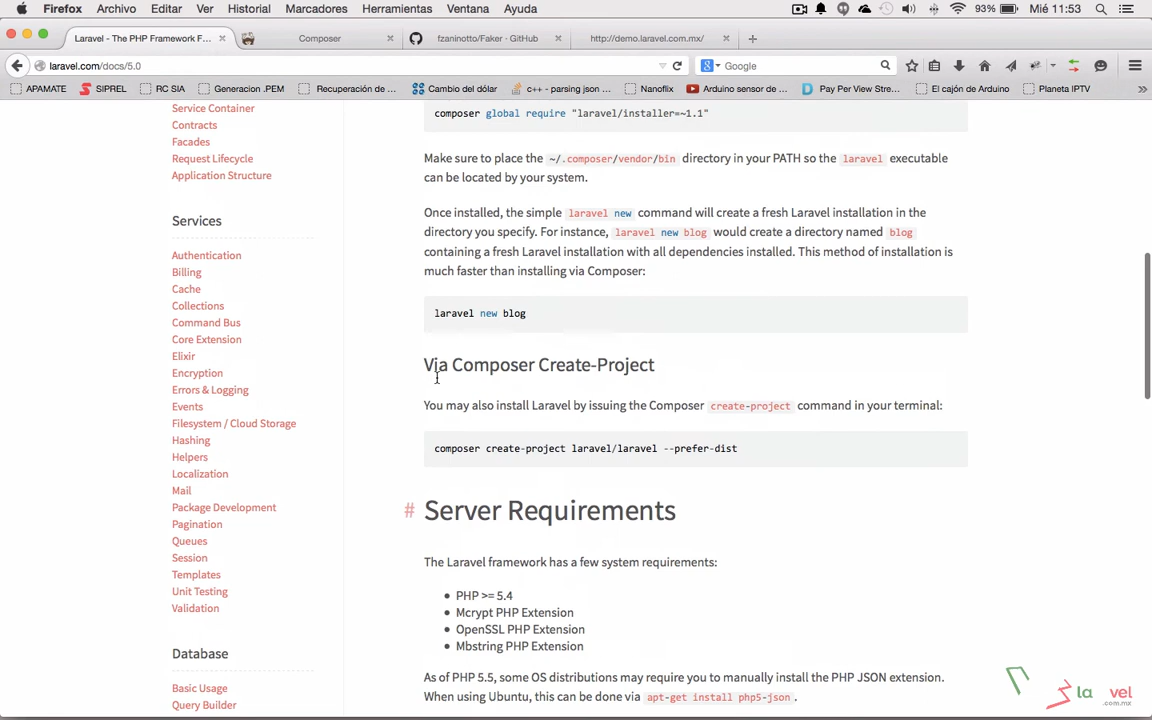 Firefox Archivo Editar Ver Historial Marcadores Herramientas Ventana Ayuda 93% Mié 11:53
Laravel - The PHP Framework F... Composer fzaninotto/Faker · GitHub http://demo.laravel.com.mx/
laravel.com/docs/5.0 Google
APAMATE SIPREL RC SIA Generacion .PEM Recuperación de ... Cambio del dólar c++ - parsing json ... Nanoflix Arduino sensor de ... Pay Per View Stre... El cajón de Arduino Planeta IPTV
Service Container
Contracts
Facades
Request Lifecycle
Application Structure
Services
Authentication
Billing
Cache
Collections
Command Bus
Core Extension
Elixir
Encryption
Errors & Logging
Events
Filesystem / Cloud Storage
Hashing
Helpers
Localization
Mail
Package Development
Pagination
Queues
Session
Templates
Unit Testing
Validation
Database
Basic Usage
Query Builder
composer global require "laravel/installer=~1.1"
Make sure to place the ~/.composer/vendor/bin directory in your PATH so the laravel executable
can be located by your system.
Once installed, the simple laravel new command will create a fresh Laravel installation in the
directory you specify. For instance, laravel new blog would create a directory named blog
containing a fresh Laravel installation with all dependencies installed. This method of installation is
much faster than installing via Composer:
laravel new blog
Via Composer Create-Project
You may also install Laravel by issuing the Composer create-project command in your terminal:
composer create-project laravel/laravel --prefer-dist
# Server Requirements
The Laravel framework has a few system requirements:
• PHP >= 5.4
• Mcrypt PHP Extension
• OpenSSL PHP Extension
• Mbstring PHP Extension
As of PHP 5.5, some OS distributions may require you to manually install the PHP JSON extension.
When using Ubuntu, this can be done via apt-get install php5-json.
la vel
.com.mx